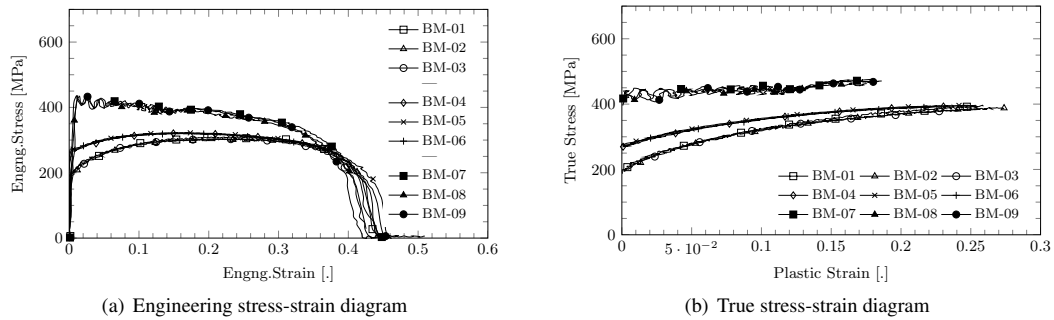 600
400
200
0
Engng.Stress [MPa]
BM-01
BM-02
BM-03
—
BM-04
BM-05
BM-06
—
BM-07
BM-08
BM-09
0 0.1 0.2 0.3 0.4 0.5 0.6
Engng.Strain [.]
(a) Engineering stress-strain diagram
600
400
200
0
True Stress [MPa]
BM-01 BM-02 BM-03
BM-04 BM-05 BM-06
BM-07 BM-08 BM-09
0 5 · 10⁻² 0.1 0.15 0.2 0.25 0.3
Plastic Strain [.]
(b) True stress-strain diagram